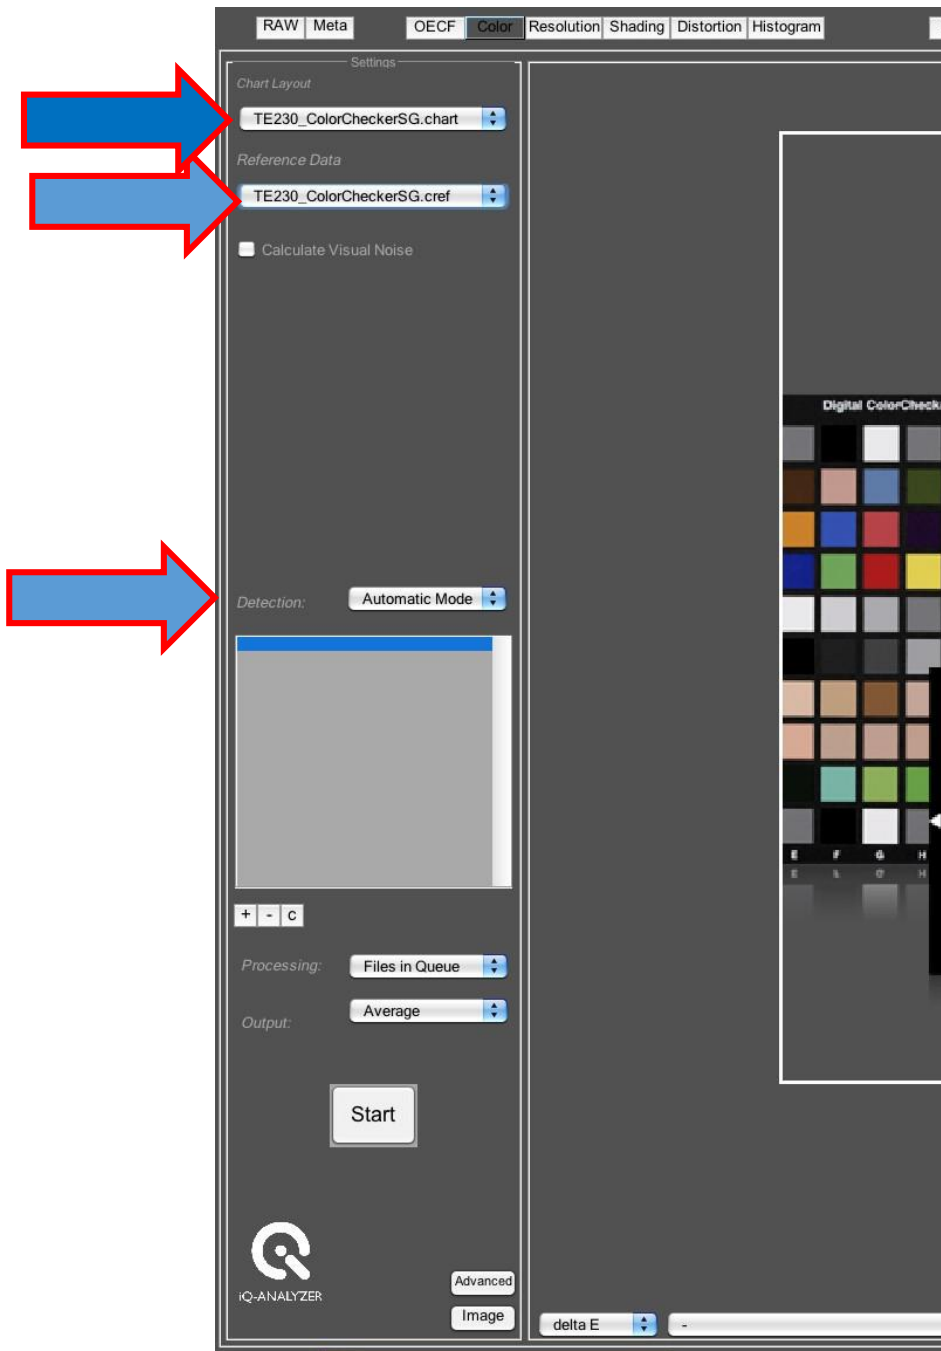 RAW Meta OECF Color Resolution Shading Distortion Histogram
Settings
Chart Layout
TE230_ColorCheckerSG.chart
Reference Data
TE230_ColorCheckerSG.cref
Calculate Visual Noise
Digital ColorCheck
Detection: Automatic Mode
E F G H
+ - C
Processing: Files in Queue
Output: Average
Start
iQ-ANALYZER
Advanced
Image
delta E -